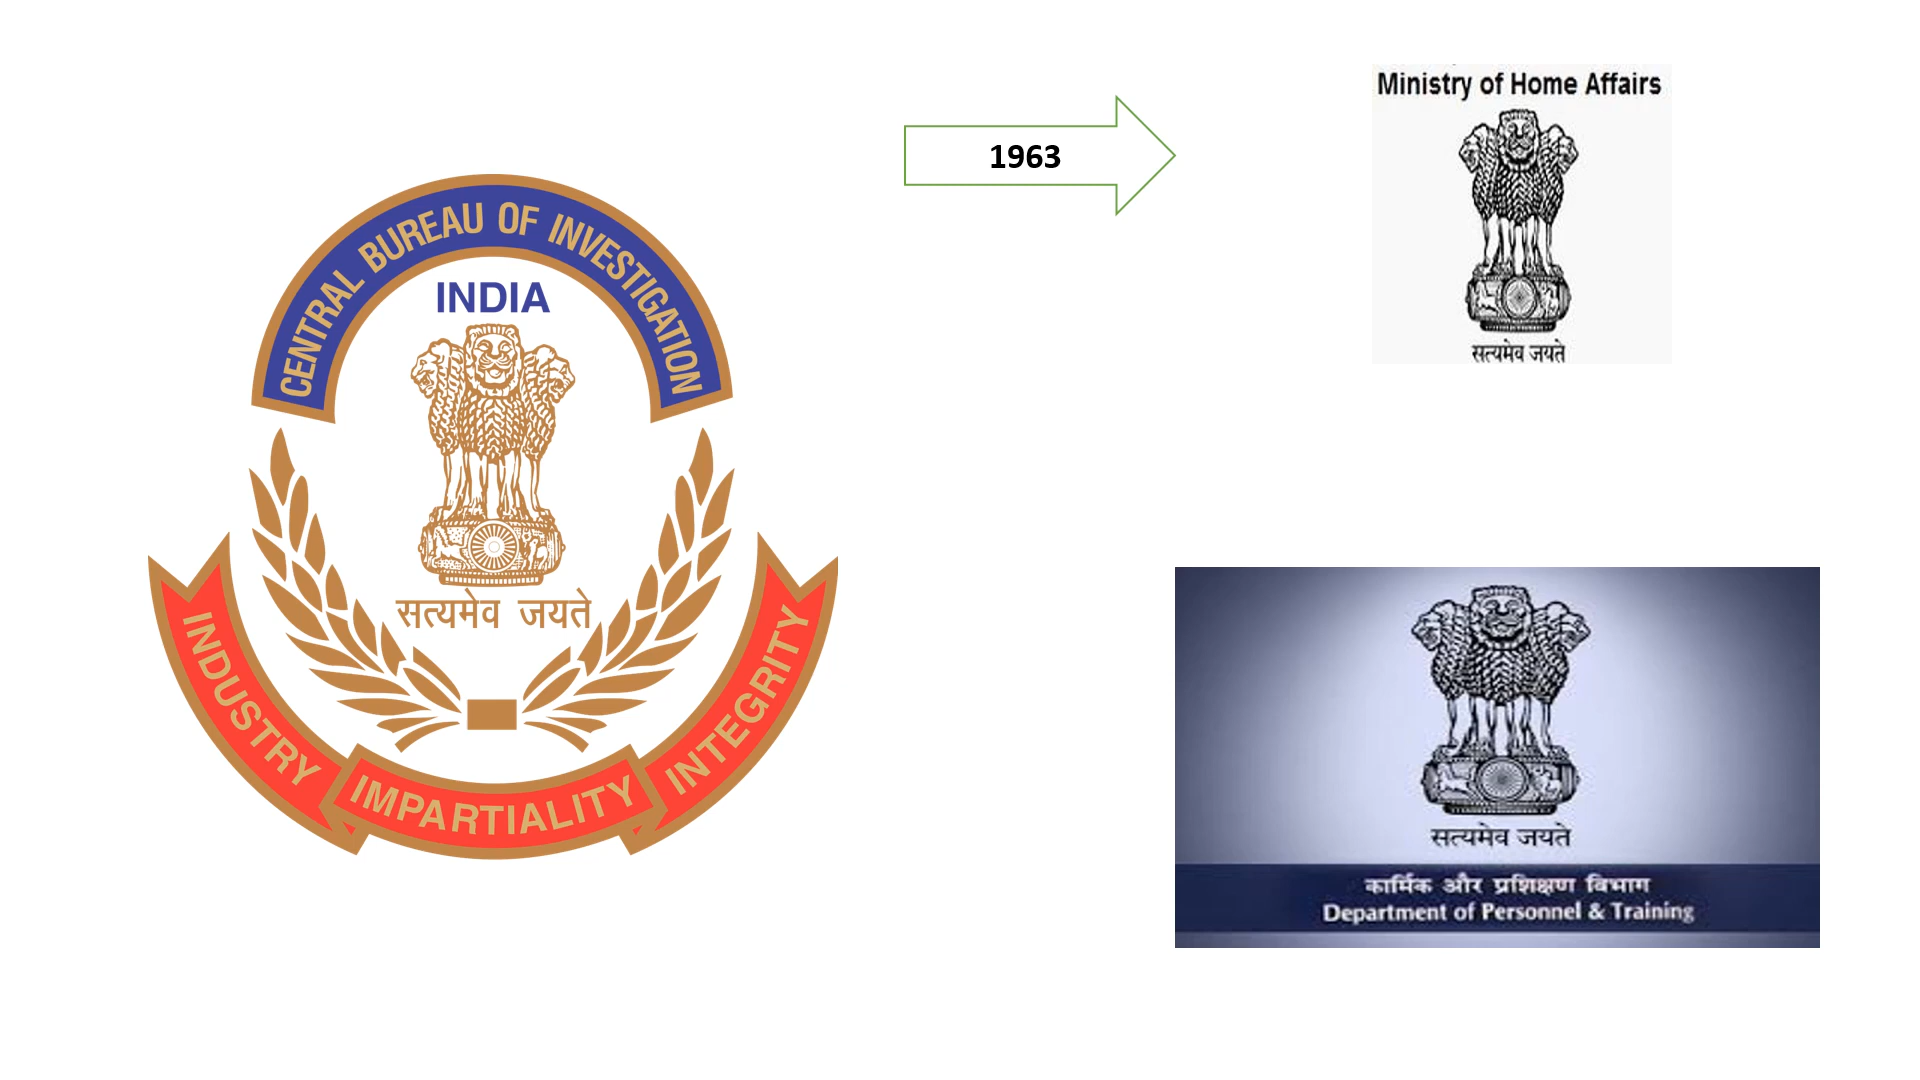 CENTRAL BUREAU OF INVESTIGATION
INDIA
सत्यमेव जयते
INDUSTRY
IMPARTIALITY
INTEGRITY
1963
Ministry of Home Affairs
सत्यमेव जयते
सत्यमेव जयते
कार्मिक और प्रशिक्षण विभाग
Department of Personnel & Training